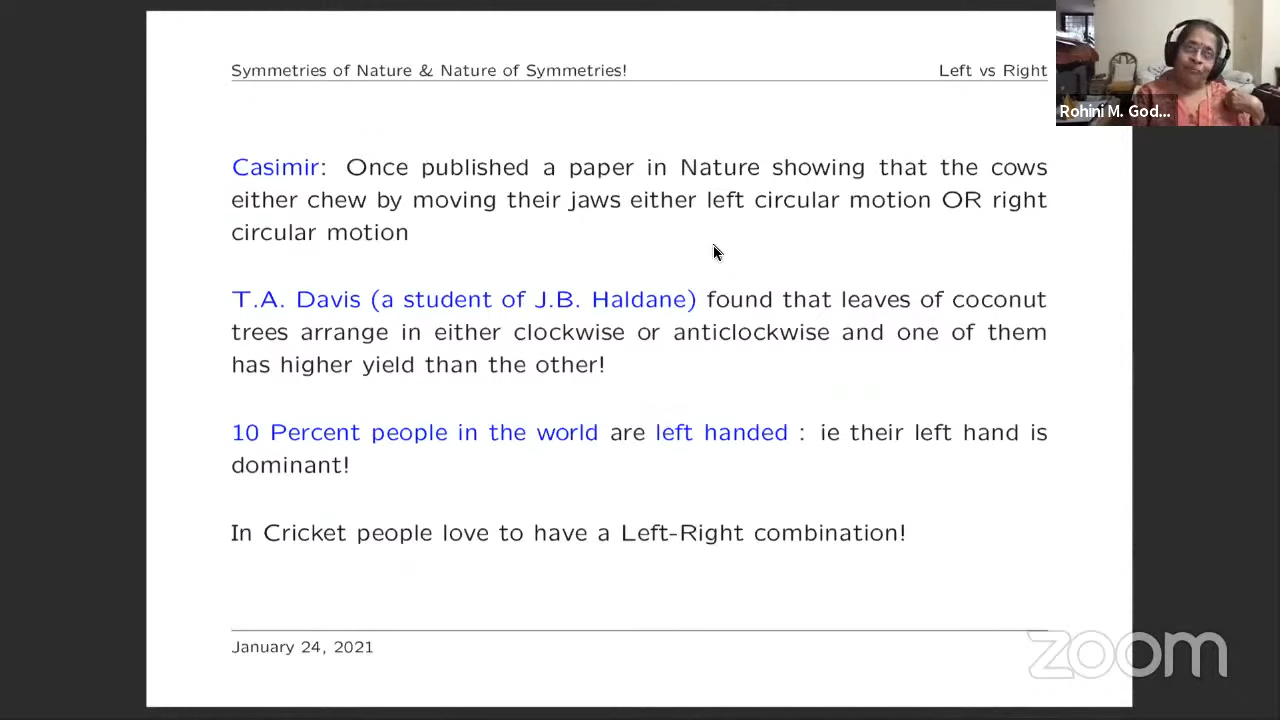 Symmetries of Nature & Nature of Symmetries!
Left vs Right
Rohini M. God...
Casimir: Once published a paper in Nature showing that the cows
either chew by moving their jaws either left circular motion OR right
circular motion
T.A. Davis (a student of J.B. Haldane) found that leaves of coconut
trees arrange in either clockwise or anticlockwise and one of them
has higher yield than the other!
10 Percent people in the world are left handed : ie their left hand is
dominant!
In Cricket people love to have a Left-Right combination!
January 24, 2021
zoom